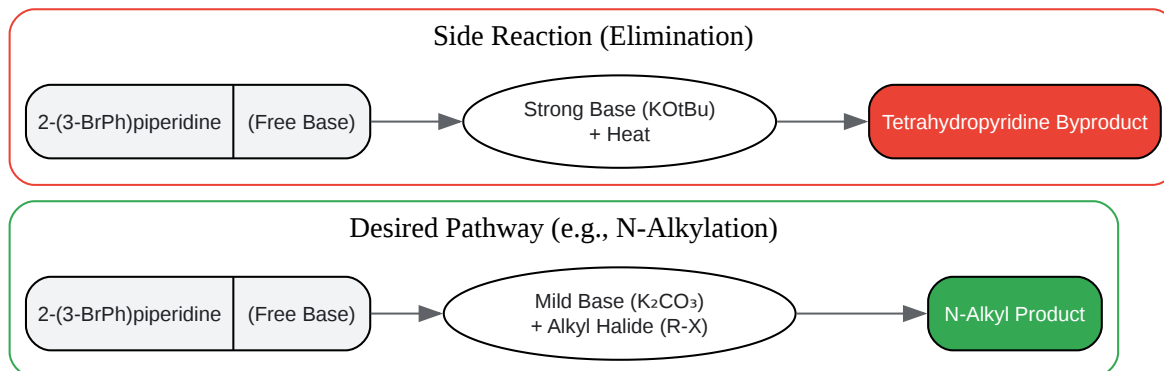 Side Reaction (Elimination)
2-(3-BrPh)piperidine
(Free Base)
Strong Base (KOtBu)
+ Heat
Tetrahydropyridine Byproduct
Desired Pathway (e.g., N-Alkylation)
2-(3-BrPh)piperidine
(Free Base)
Mild Base (K₂CO₃)
+ Alkyl Halide (R-X)
N-Alkyl Product